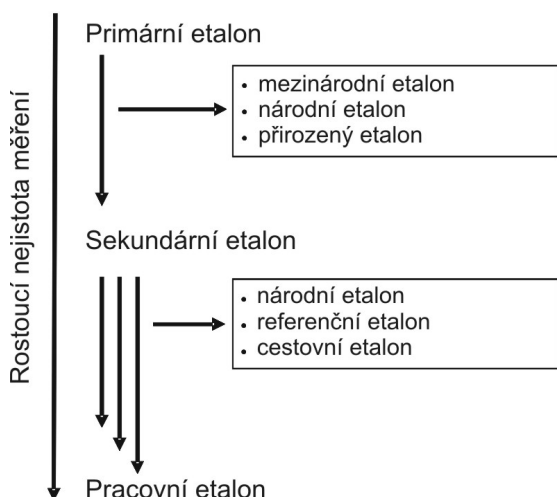 Rostoucí nejistota měření
Primární etalon
• mezinárodní etalon
• národní etalon
• přirozený etalon
Sekundární etalon
• národní etalon
• referenční etalon
• cestovní etalon
Pracovní etalon